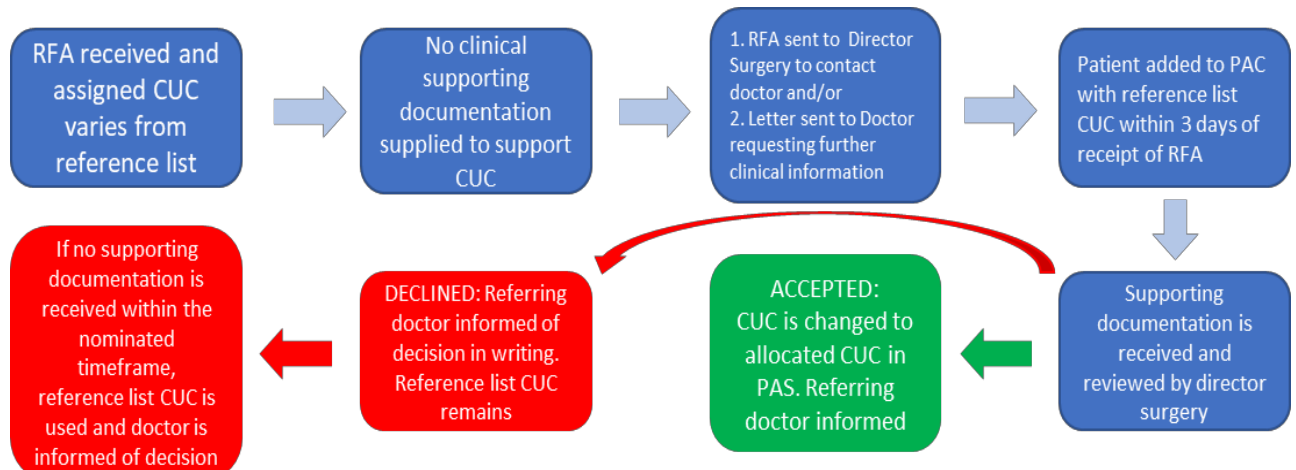 RFA received and
assigned CUC
varies from
reference list
No clinical
supporting
documentation
supplied to support
CUC
1. RFA sent to Director
Surgery to contact
doctor and/or
2. Letter sent to Doctor
requesting further
clinical information
Patient added to PAC
with reference list
CUC within 3 days of
receipt of RFA
If no supporting
documentation is
received within the
nominated
timeframe,
reference list CUC is
used and doctor is
informed of decision
DECLINED: Referring
doctor informed of
decision in writing.
Reference list CUC
remains
ACCEPTED:
CUC is changed to
allocated CUC in
PAS. Referring
doctor informed
Supporting
documentation is
received and
reviewed by director
surgery